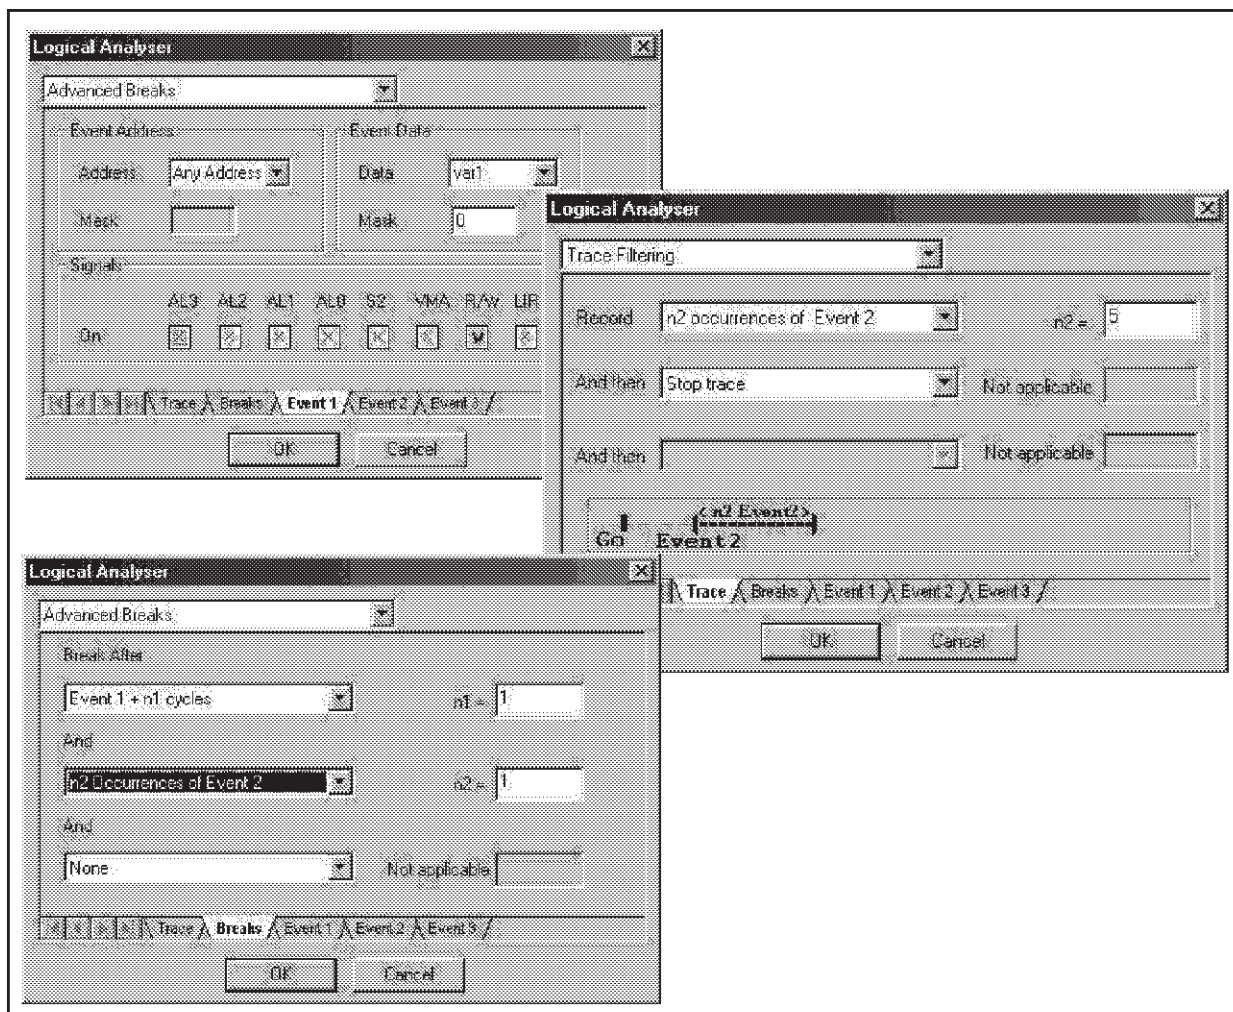 Logical Analyser
Advanced Breaks
Event Address
Event Data
Address Any Address
Data var1
Mask
Mask 0
Signals
AL3 AL2 AL1 AL0 S2 VMA R/W LIR
On
Trace Breaks Event 1 Event 2 Event 3
OK Cancel
Logical Analyser
Trace Filtering
Record n2 occurrences of Event 2 n2 = 5
And then Stop trace Not applicable
And then Not applicable
< n2 Event2 >
Go Event 2
Trace Breaks Event 1 Event 2 Event 3
OK Cancel
Logical Analyser
Advanced Breaks
Break After
Event 1 + n1 cycles n1 = 1
And
n2 Occurrences of Event 2 n2 = 1
And
None Not applicable
Trace Breaks Event 1 Event 2 Event 3
OK Cancel